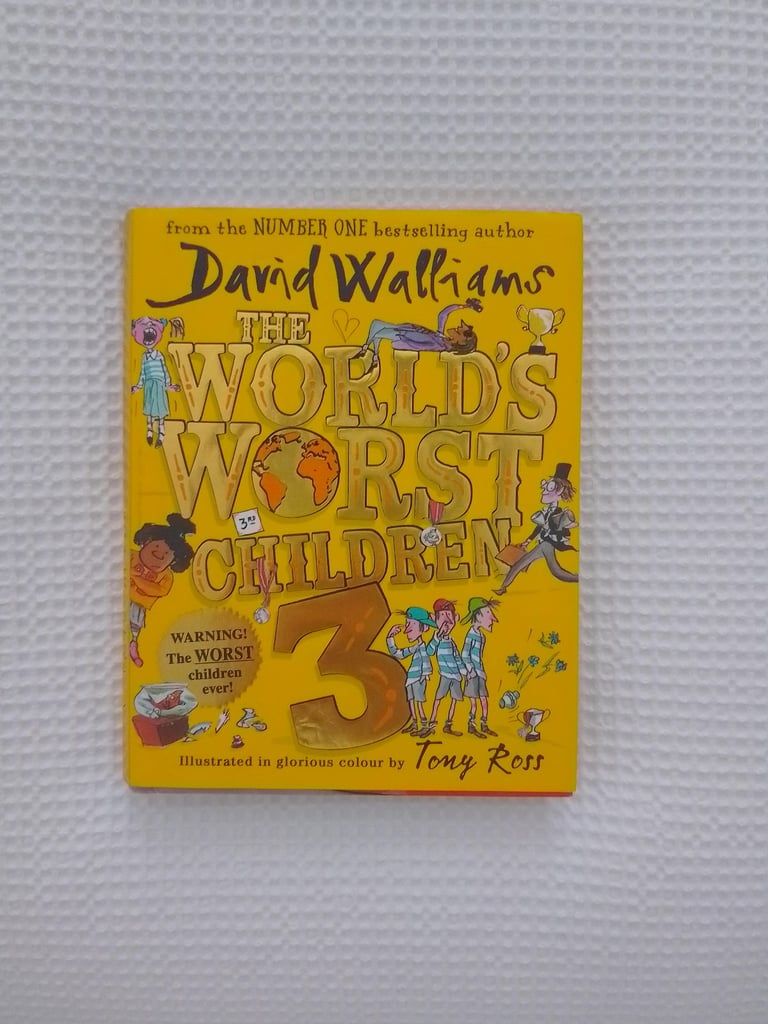 from the NUMBER ONE bestselling author
David Walliams
THE
WORLD'S
WORST
3RD
CHILDREN
3
WARNING!
The WORST
children
ever!
Illustrated in glorious colour by Tony Ross